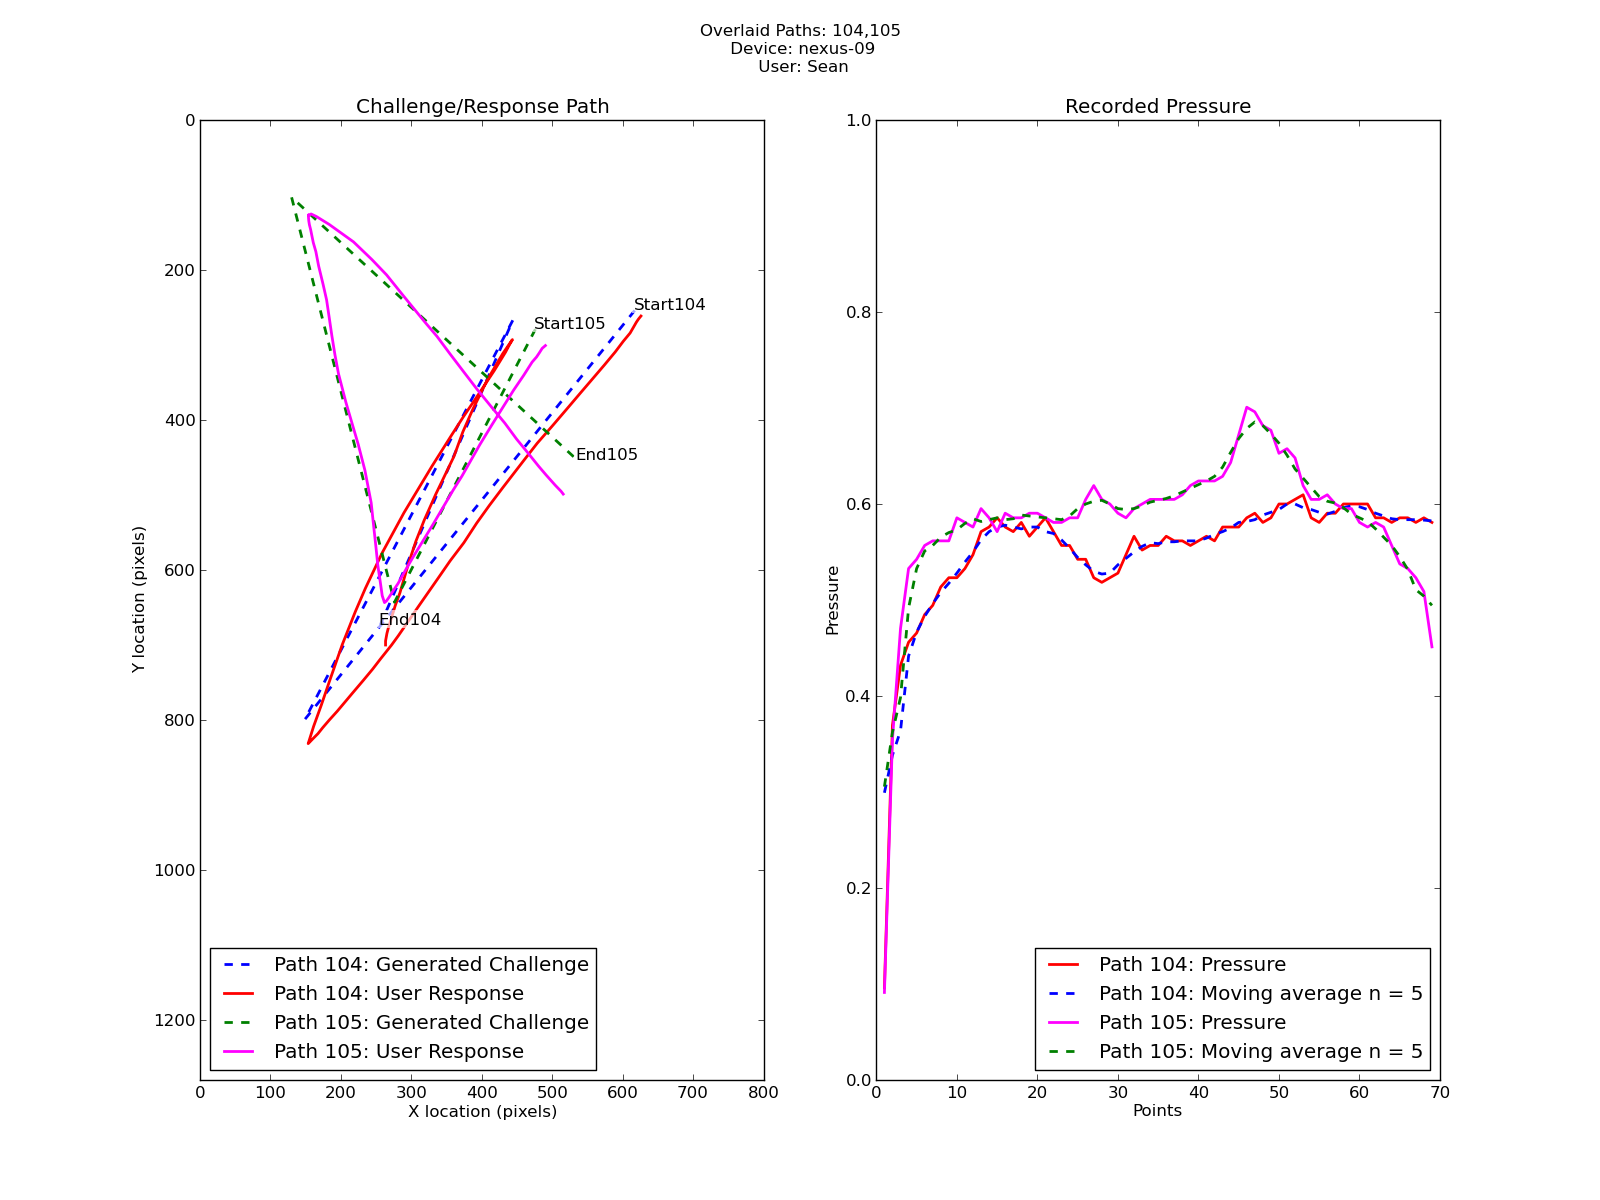 Overlaid Paths: 104,105
Device: nexus-09
User: Sean
Challenge/Response Path
0
200
400
600
800
1000
1200
Y location (pixels)
Start104
Start105
End105
End104
Path 104: Generated Challenge
Path 104: User Response
Path 105: Generated Challenge
Path 105: User Response
0 100 200 300 400 500 600 700 800
X location (pixels)
Recorded Pressure
1.0
0.8
0.6
0.4
0.2
0.0
Pressure
Path 104: Pressure
Path 104: Moving average n = 5
Path 105: Pressure
Path 105: Moving average n = 5
0 10 20 30 40 50 60 70
Points